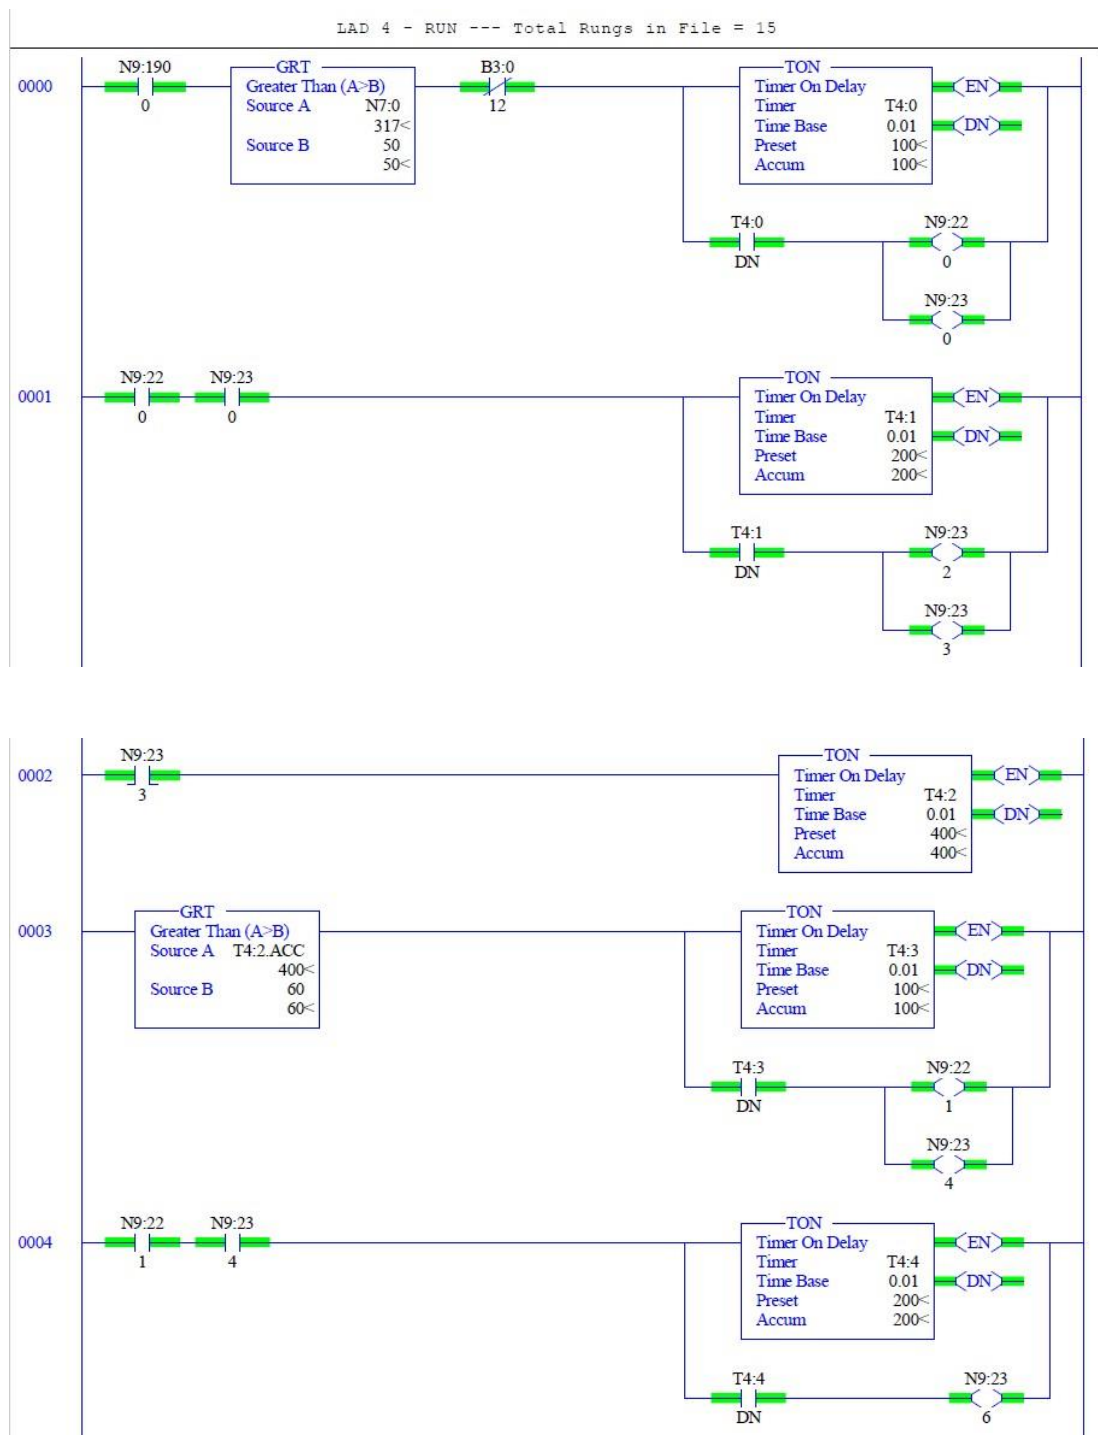 LAD 4 - RUN --- Total Rungs in File = 15
N9:190 GRT B3:0 TON
0000 Greater Than (A>B) Timer On Delay EN
0 Source A N7:0 12 Timer T4:0
317< Time Base 0.01 DN
Source B 50 Preset 100<
50< Accum 100<
T4:0 N9:22
DN 0
N9:23
0
N9:22 N9:23 TON
0001 Timer On Delay EN
0 0 Timer T4:1
Time Base 0.01 DN
Preset 200<
Accum 200<
T4:1 N9:23
DN 2
N9:23
3
N9:23 TON
0002 Timer On Delay EN
3 Timer T4:2
Time Base 0.01 DN
Preset 400<
Accum 400<
GRT TON
0003 Greater Than (A>B) Timer On Delay EN
Source A T4:2.ACC Timer T4:3
400< Time Base 0.01 DN
Source B 60 Preset 100<
60< Accum 100<
T4:3 N9:22
DN 1
N9:23
4
N9:22 N9:23 TON
0004 Timer On Delay EN
1 4 Timer T4:4
Time Base 0.01 DN
Preset 200<
Accum 200<
T4:4 N9:23
DN 6